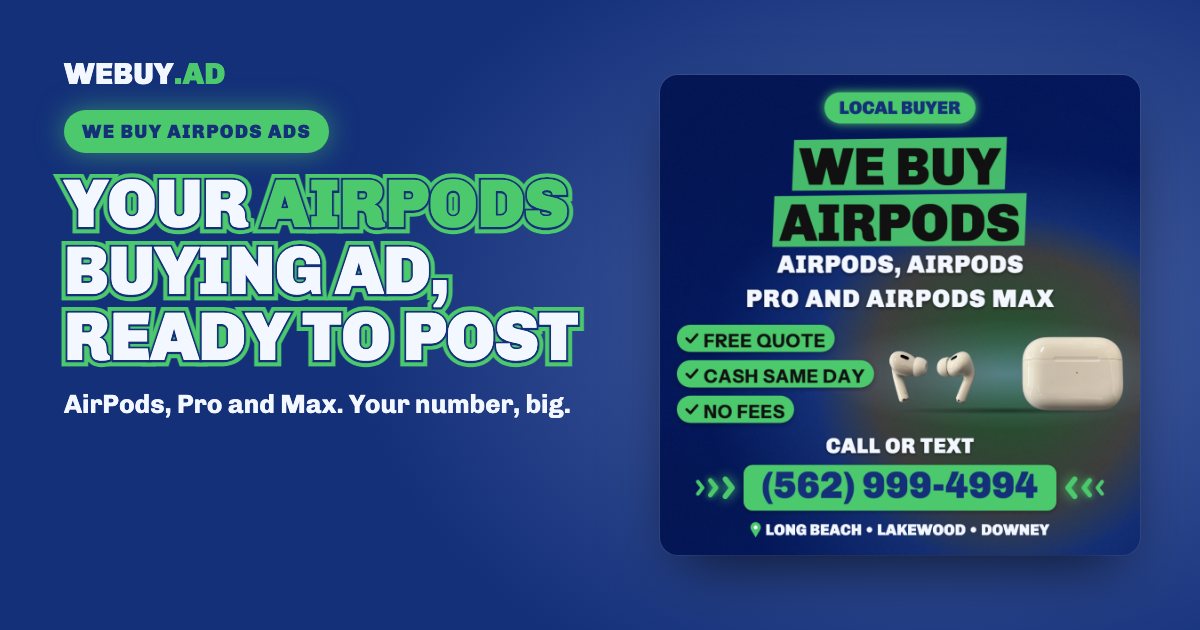 WEBUY.AD
WE BUY AIRPODS ADS
YOUR AIRPODS
BUYING AD,
READY TO POST
AirPods, Pro and Max. Your number, big.
LOCAL BUYER
WE BUY
AIRPODS
AIRPODS, AIRPODS
PRO AND AIRPODS MAX
FREE QUOTE
CASH SAME DAY
NO FEES
CALL OR TEXT
(562) 999-4994
LONG BEACH • LAKEWOOD • DOWNEY